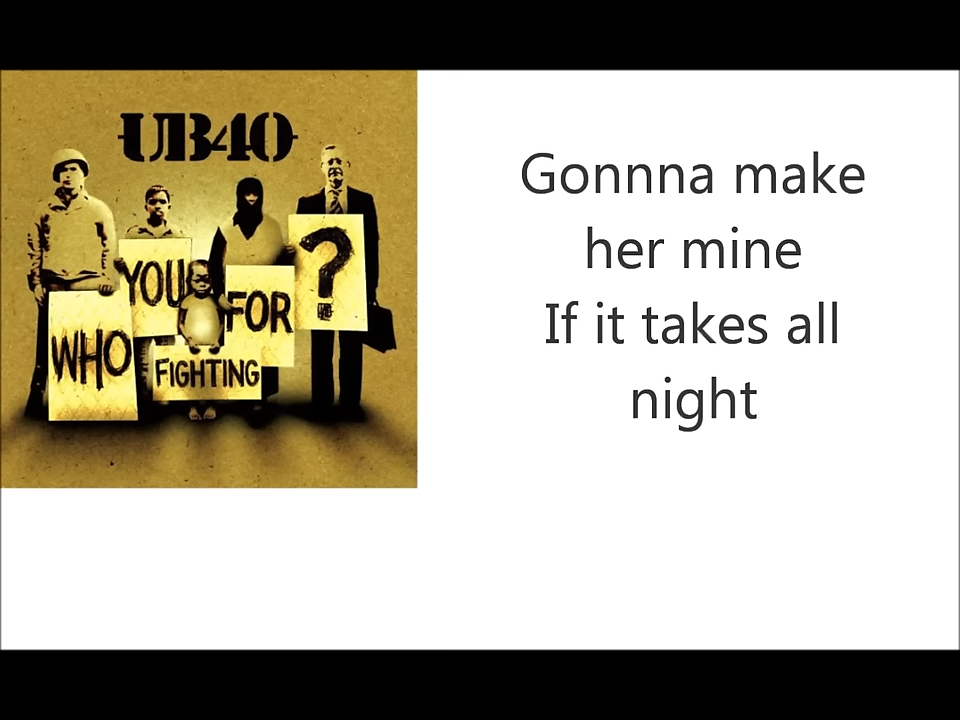 UB40
WHO
YOU
FIGHTING
FOR
?
Gonnna make
her mine
If it takes all
night